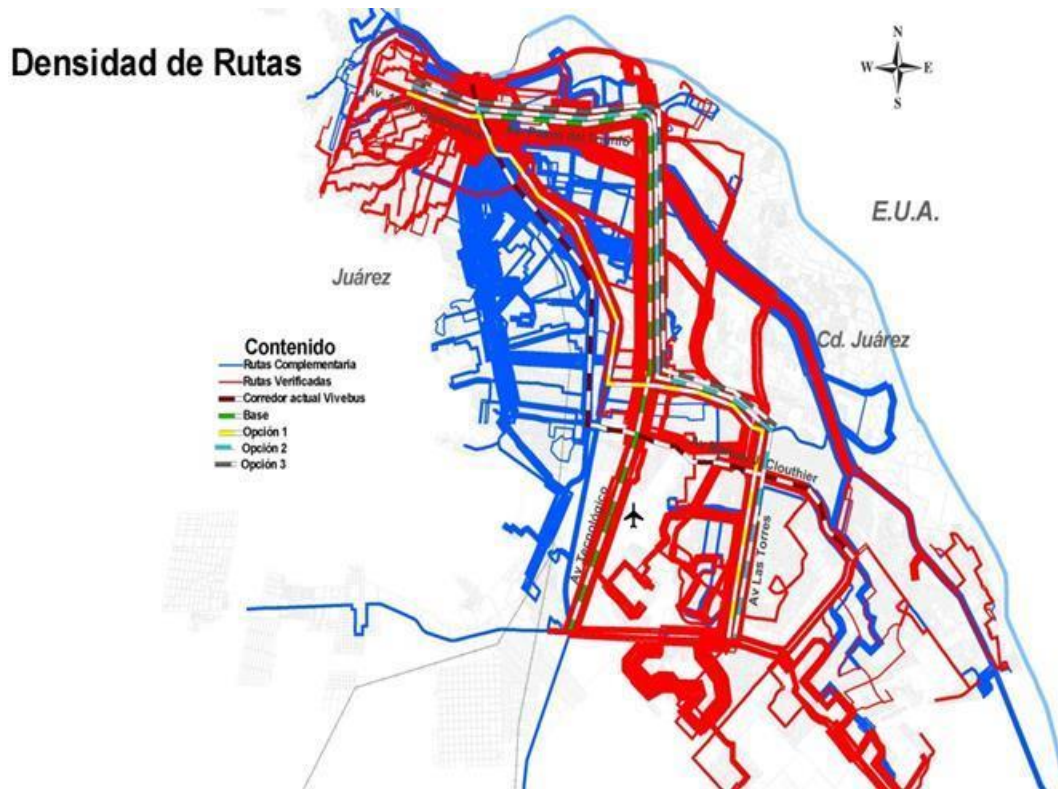 Densidad de Rutas
N
W E
S
E.U.A.
Juárez
Cd. Juárez
Contenido
Rutas Complementaria
Rutas Verificadas
Corredor actual Vivebus
Base
Opción 1
Opción 2
Opción 3
Clouthier
Av Tecnológico
Av Las Torres